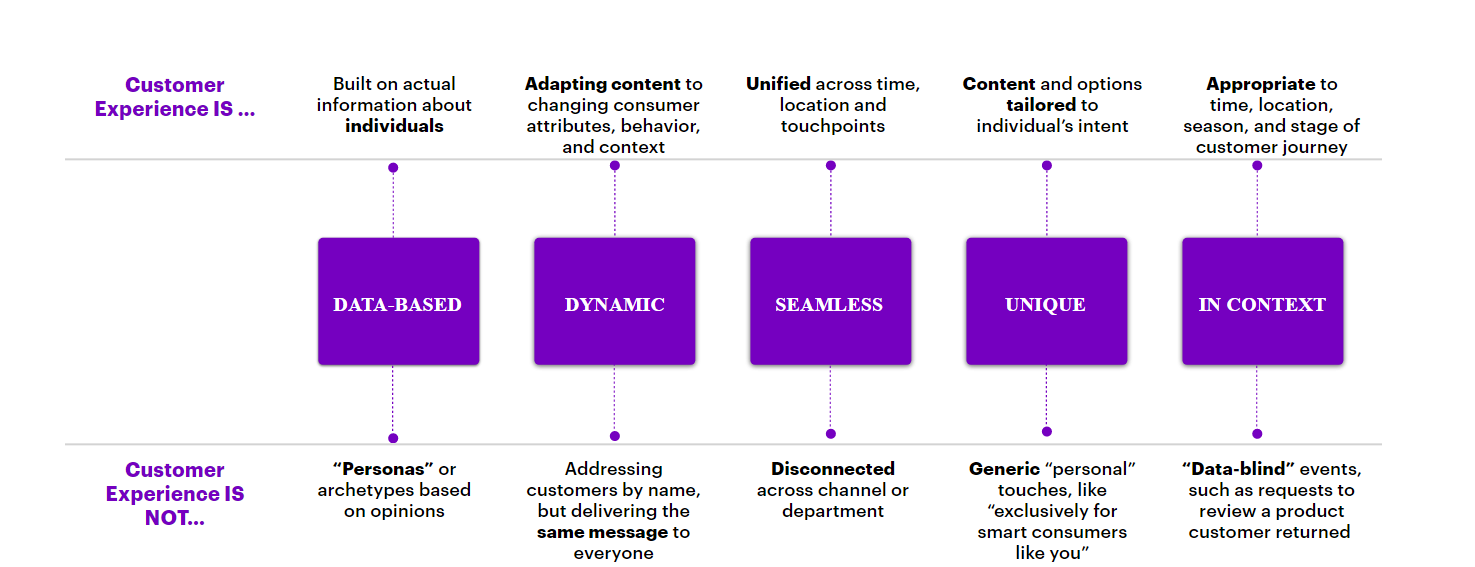 Customer
Experience IS ...
Built on actual
information about
individuals
Adapting content to
changing consumer
attributes, behavior,
and context
Unified across time,
location and
touchpoints
Content and options
tailored to
individual’s intent
Appropriate to
time, location,
season, and stage of
customer journey
DATA-BASED
DYNAMIC
SEAMLESS
UNIQUE
IN CONTEXT
Customer
Experience IS
NOT...
“Personas” or
archetypes based
on opinions
Addressing
customers by name,
but delivering the
same message to
everyone
Disconnected
across channel or
department
Generic “personal”
touches, like
“exclusively for
smart consumers
like you”
“Data-blind” events,
such as requests to
review a product
customer returned